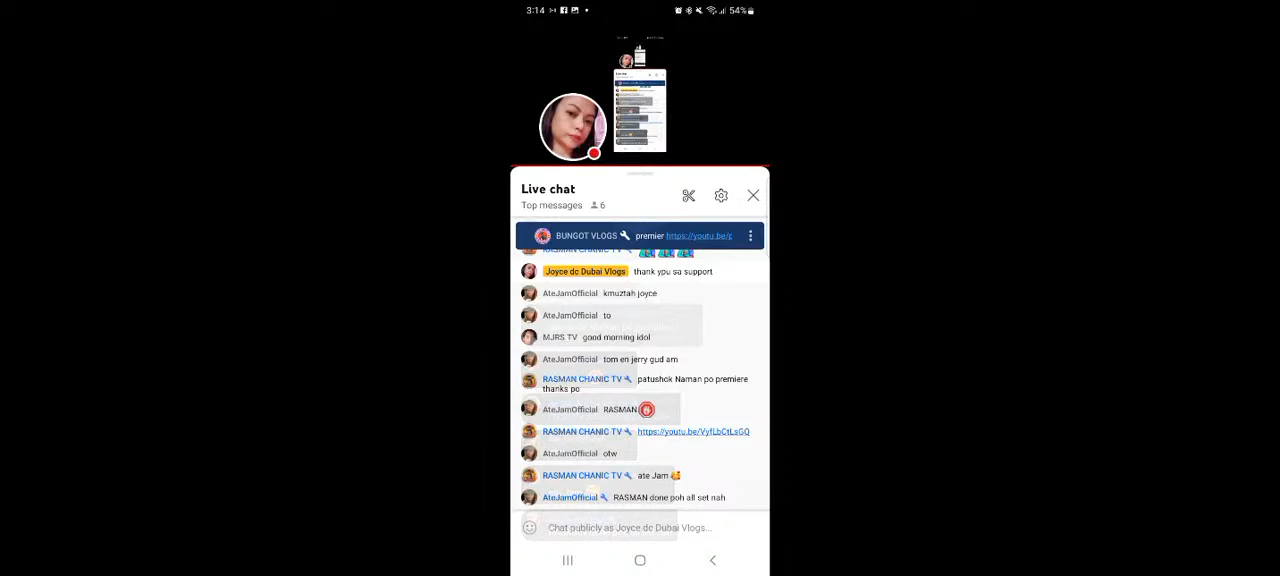 3:14
54%
Live chat
Top messages 6
BUNGOT VLOGS premier https://youtu.be/c
RASMAN CHANIC TV
Joyce dc Dubai Vlogs thank ypu sa support
AteJamOfficial kmuztah joyce
AteJamOfficial to
MJRS TV good morning idol
AteJamOfficial tom en jerry gud am
RASMAN CHANIC TV patushok Naman po premiere
thanks po
AteJamOfficial RASMAN
RASMAN CHANIC TV https://youtu.be/VyfLbCtLsGQ
AteJamOfficial otw
RASMAN CHANIC TV ate Jam 🥰
AteJamOfficial RASMAN done poh all set nah
Chat publicly as Joyce dc Dubai Vlogs...